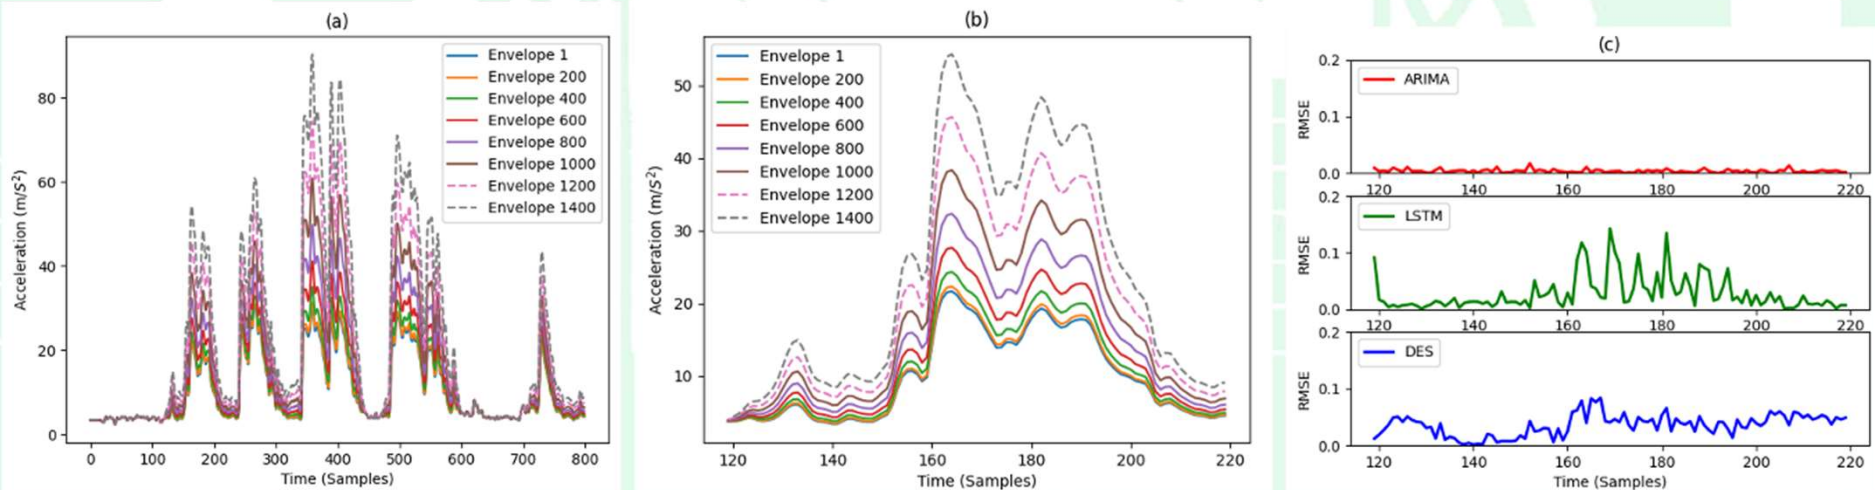 (a)
Acceleration (m/S²)
80
60
40
20
0
Envelope 1
Envelope 200
Envelope 400
Envelope 600
Envelope 800
Envelope 1000
Envelope 1200
Envelope 1400
0 100 200 300 400 500 600 700 800
Time (Samples)
(b)
Acceleration (m/S²)
50
40
30
20
10
Envelope 1
Envelope 200
Envelope 400
Envelope 600
Envelope 800
Envelope 1000
Envelope 1200
Envelope 1400
120 140 160 180 200 220
Time (Samples)
(c)
RMSE
0.2
0.1
0.0
ARIMA
120 140 160 180 200 220
RMSE
0.2
0.1
0.0
LSTM
120 140 160 180 200 220
RMSE
0.2
0.1
0.0
DES
120 140 160 180 200 220
Time (Samples)